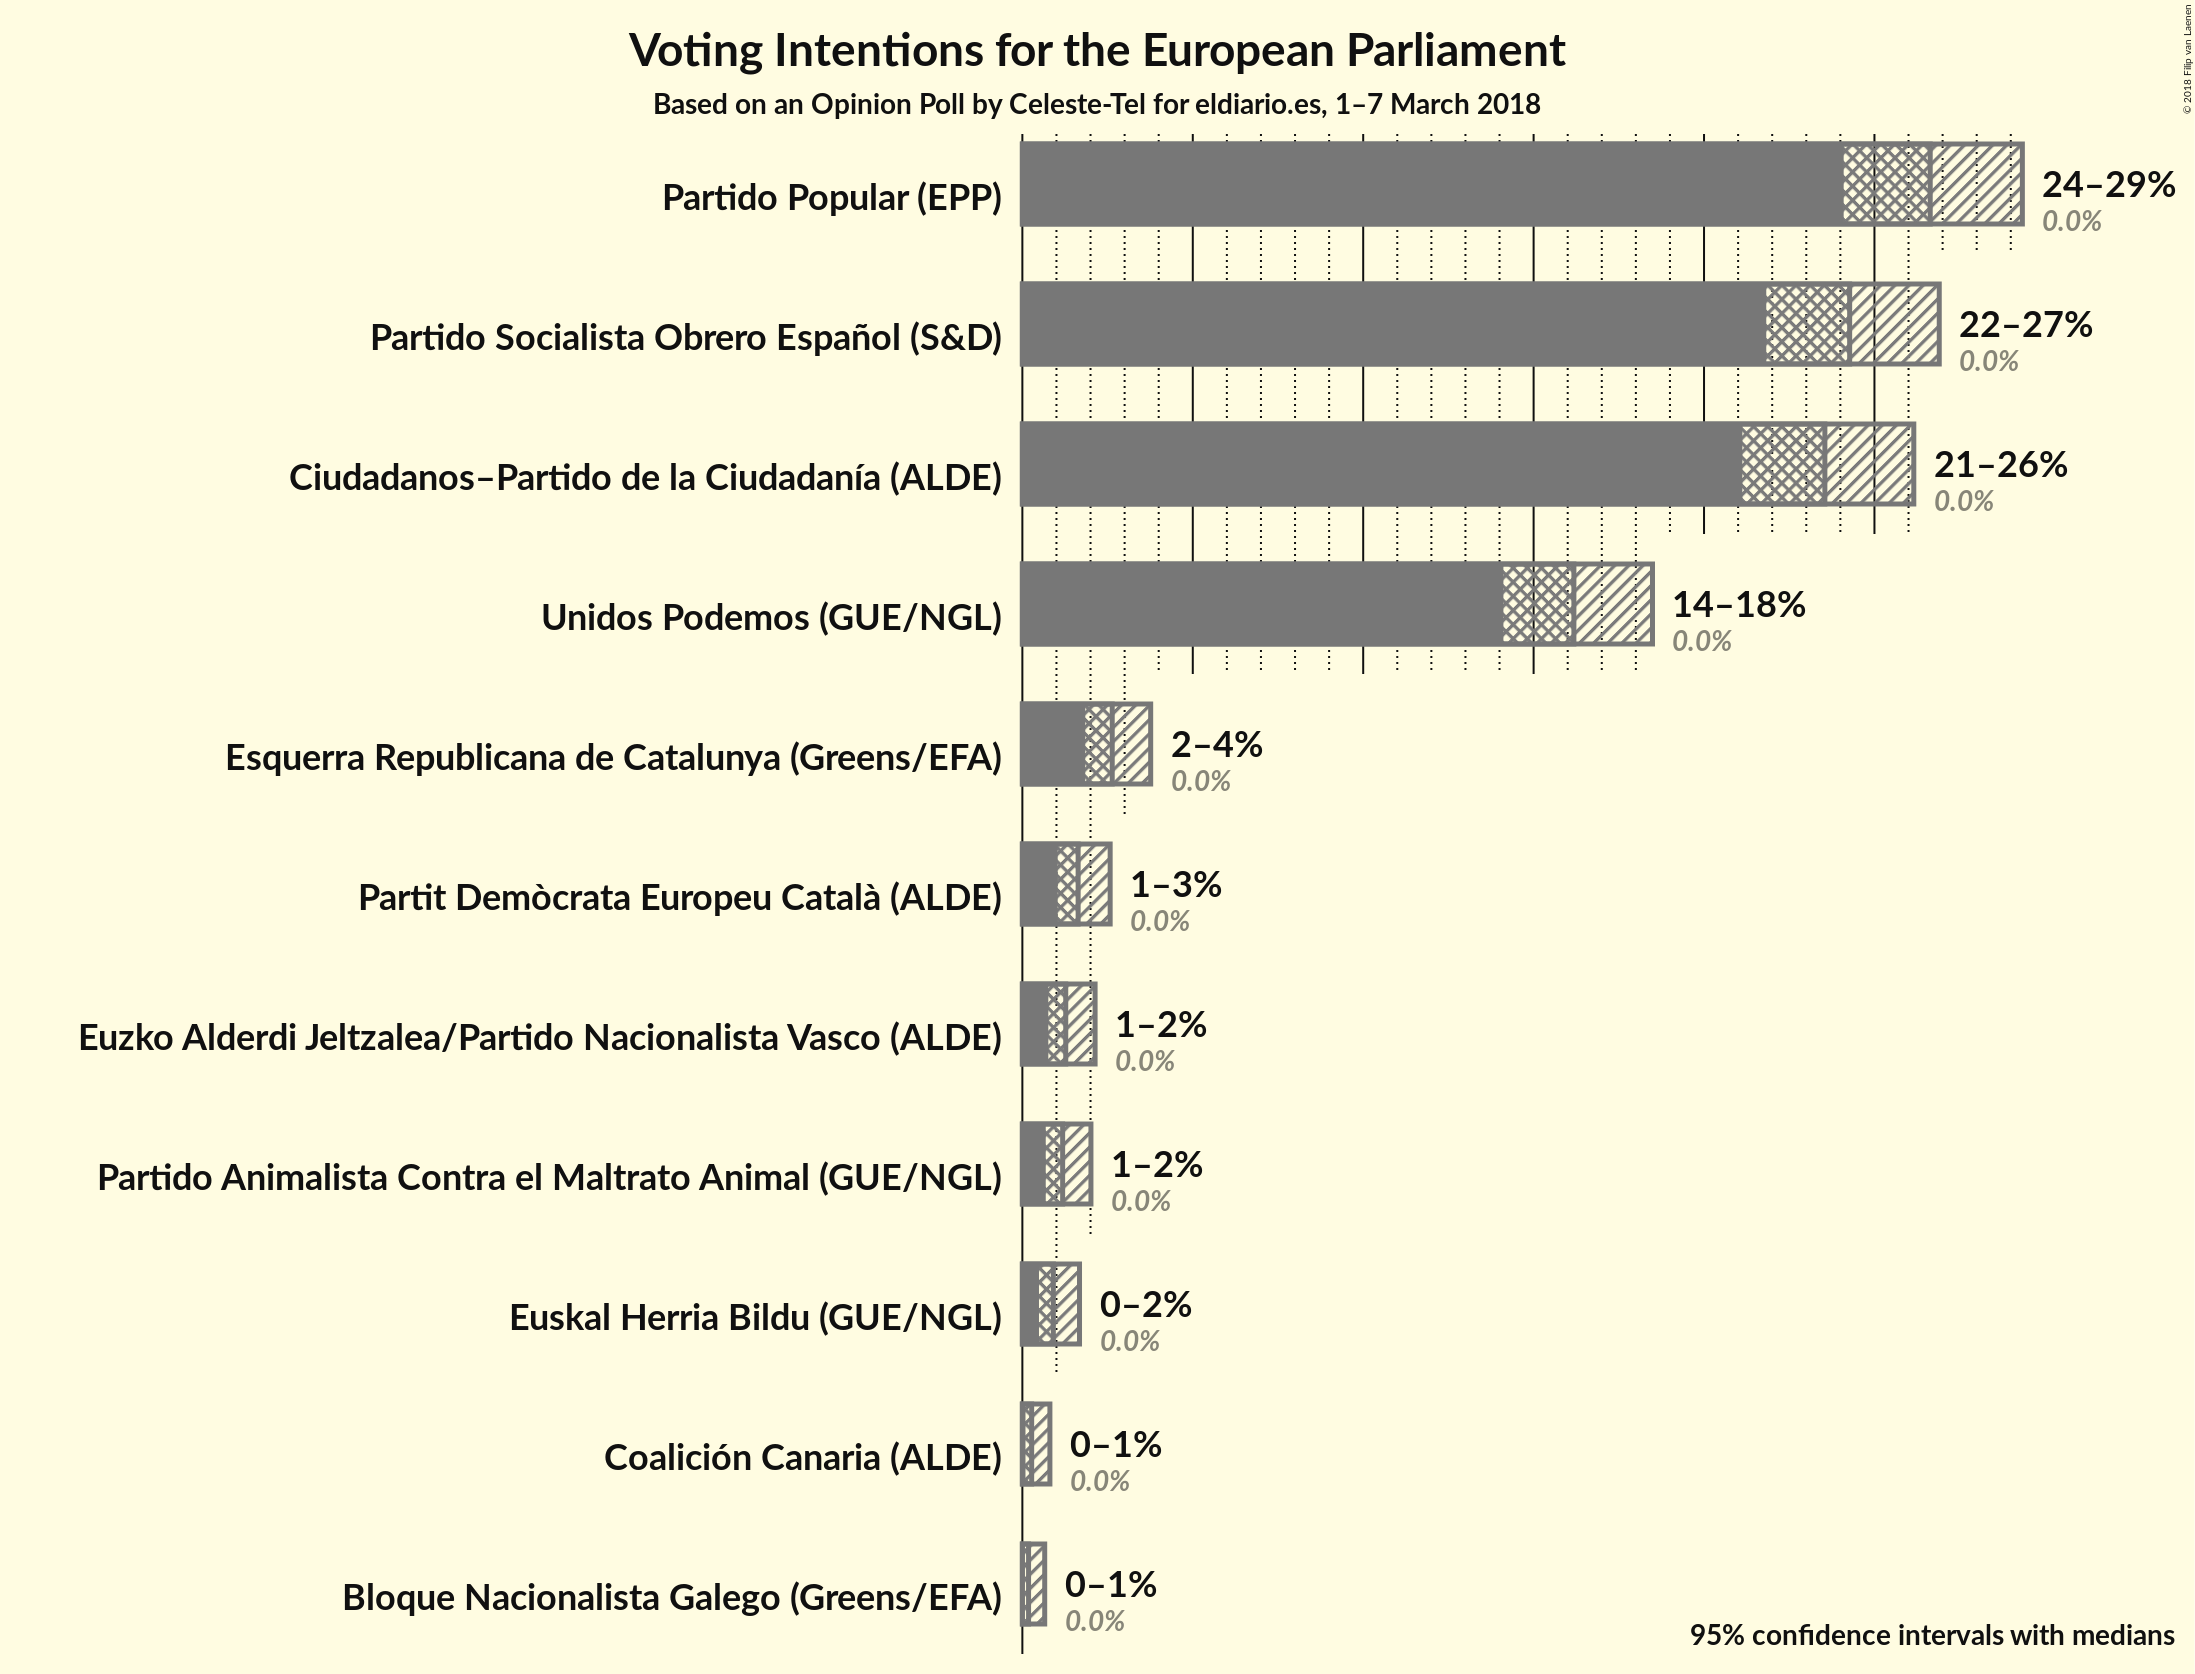 Voting Intentions for the European Parliament
Based on an Opinion Poll by Celeste-Tel for eldiario.es, 1–7 March 2018
© 2018 Filip van Laenen
Partido Popular (EPP)
24–29%
0.0%
Partido Socialista Obrero Español (S&D)
22–27%
0.0%
Ciudadanos–Partido de la Ciudadanía (ALDE)
21–26%
0.0%
Unidos Podemos (GUE/NGL)
14–18%
0.0%
Esquerra Republicana de Catalunya (Greens/EFA)
2–4%
0.0%
Partit Demòcrata Europeu Català (ALDE)
1–3%
0.0%
Euzko Alderdi Jeltzalea/Partido Nacionalista Vasco (ALDE)
1–2%
0.0%
Partido Animalista Contra el Maltrato Animal (GUE/NGL)
1–2%
0.0%
Euskal Herria Bildu (GUE/NGL)
0–2%
0.0%
Coalición Canaria (ALDE)
0–1%
0.0%
Bloque Nacionalista Galego (Greens/EFA)
0–1%
0.0%
95% confidence intervals with medians